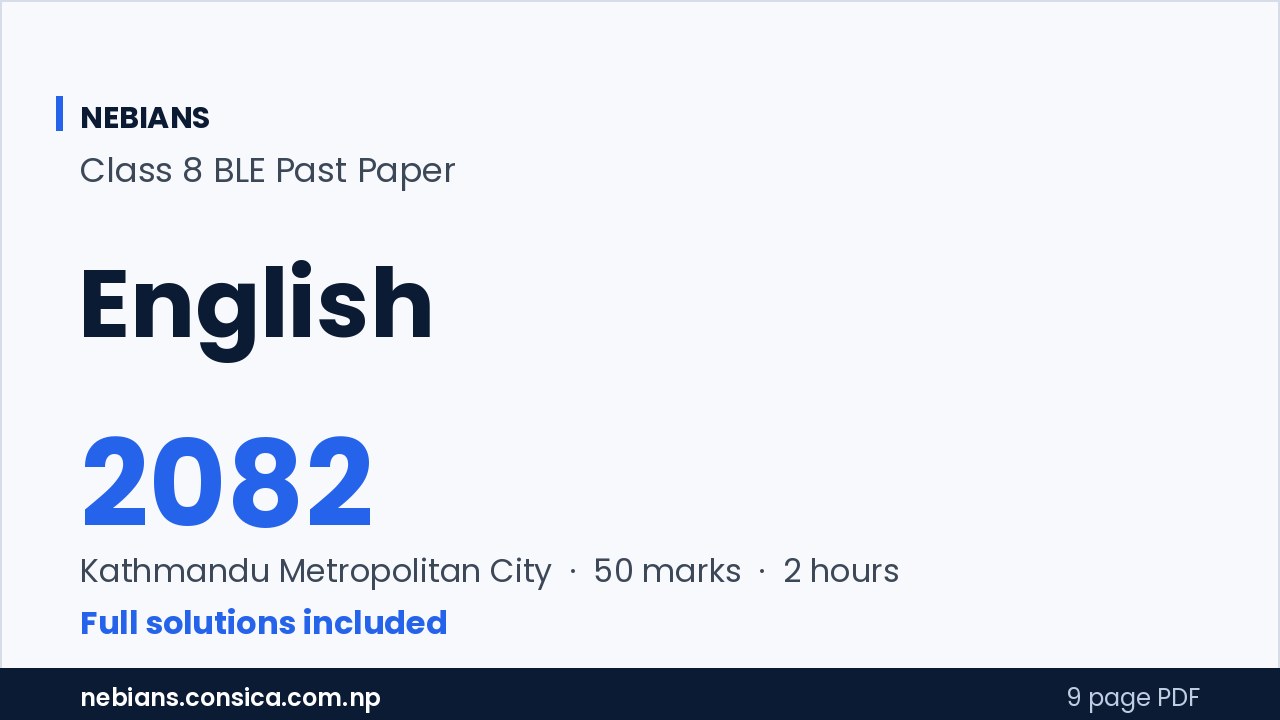 NEBIANS
Class 8 BLE Past Paper
English
2082
Kathmandu Metropolitan City · 50 marks · 2 hours
Full solutions included
nebians.consica.com.np
9 page PDF